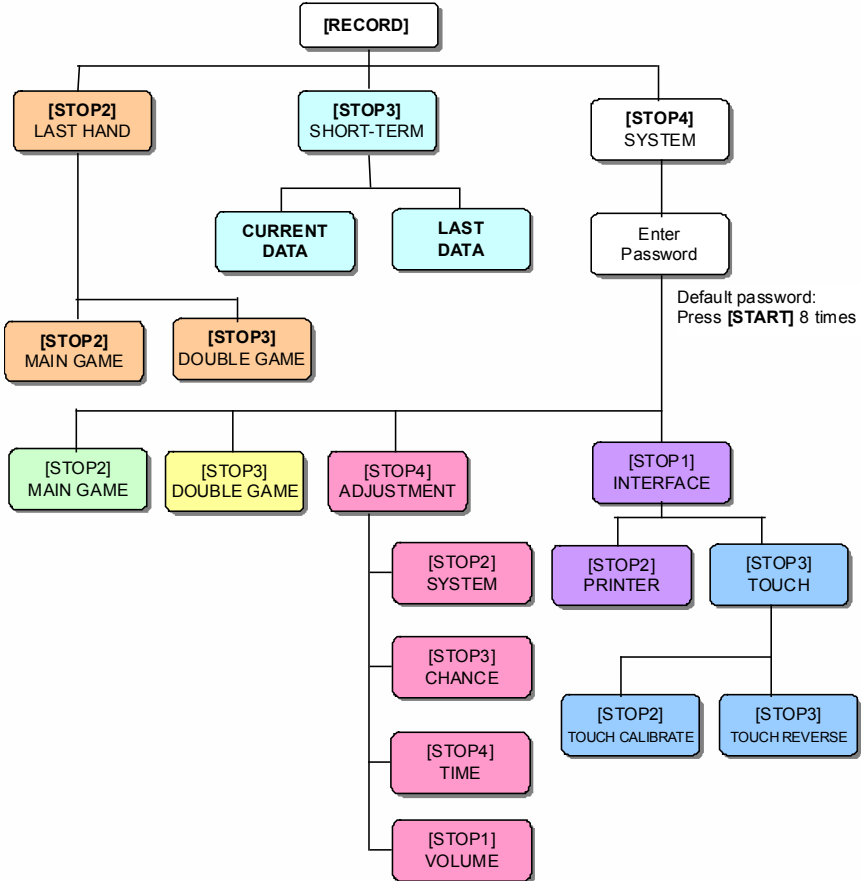 [RECORD]
[STOP2]
LAST HAND
[STOP3]
SHORT-TERM
[STOP4]
SYSTEM
CURRENT
DATA
LAST
DATA
Enter
Password
Default password:
Press [START] 8 times
[STOP2]
MAIN GAME
[STOP3]
DOUBLE GAME
[STOP2]
MAIN GAME
[STOP3]
DOUBLE GAME
[STOP4]
ADJUSTMENT
[STOP1]
INTERFACE
[STOP2]
SYSTEM
[STOP2]
PRINTER
[STOP3]
TOUCH
[STOP3]
CHANCE
[STOP2]
TOUCH CALIBRATE
[STOP3]
TOUCH REVERSE
[STOP4]
TIME
[STOP1]
VOLUME